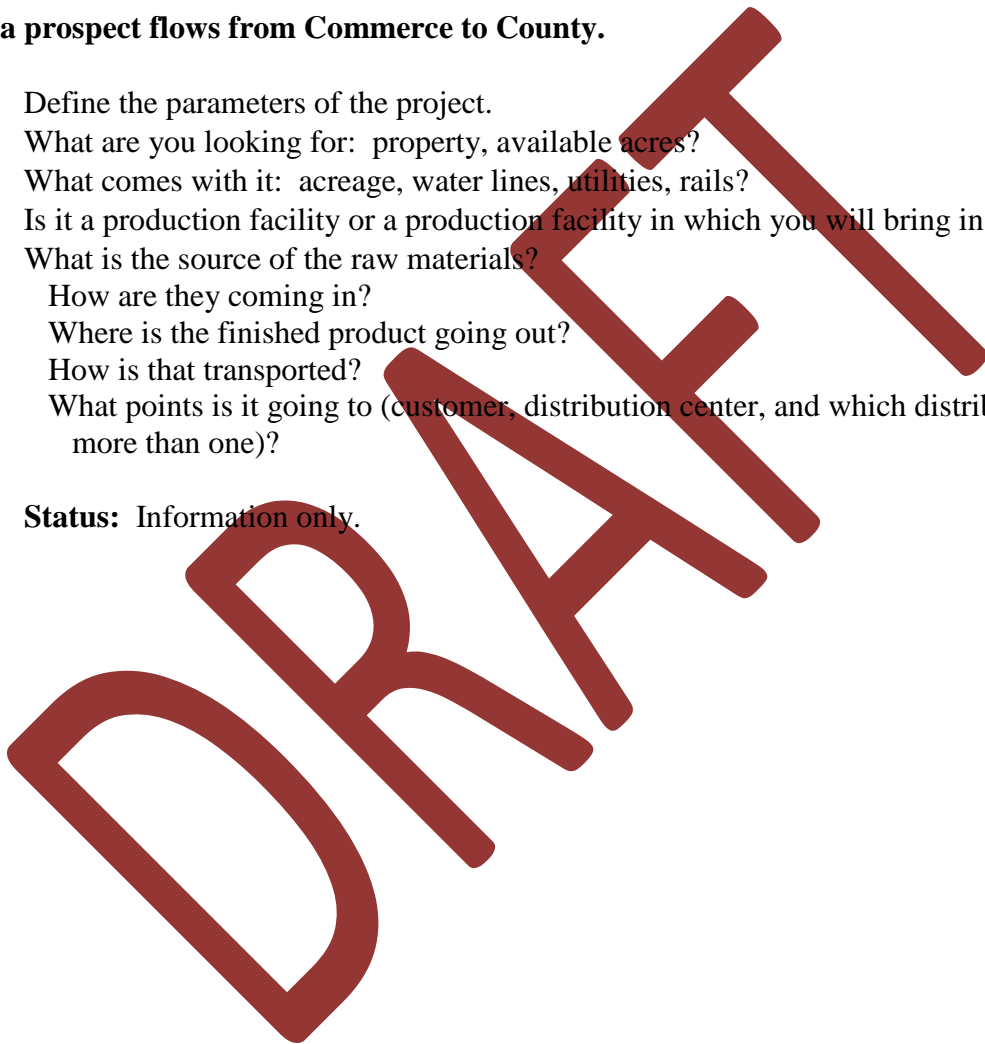 a prospect flows from Commerce to County.
Define the parameters of the project.
What are you looking for:  property, available acres?
What comes with it:  acreage, water lines, utilities, rails?
Is it a production facility or a production facility in which you will bring in
What is the source of the raw materials?
How are they coming in?
Where is the finished product going out?
How is that transported?
What points is it going to (customer, distribution center, and which
more than one)?
Status:  Information only.
DRAFT